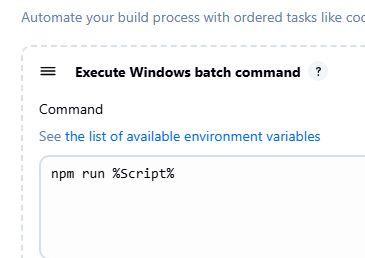 Automate your build process with ordered tasks like co
Execute Windows batch command ?
Command
See the list of available environment variables
npm run %Script%